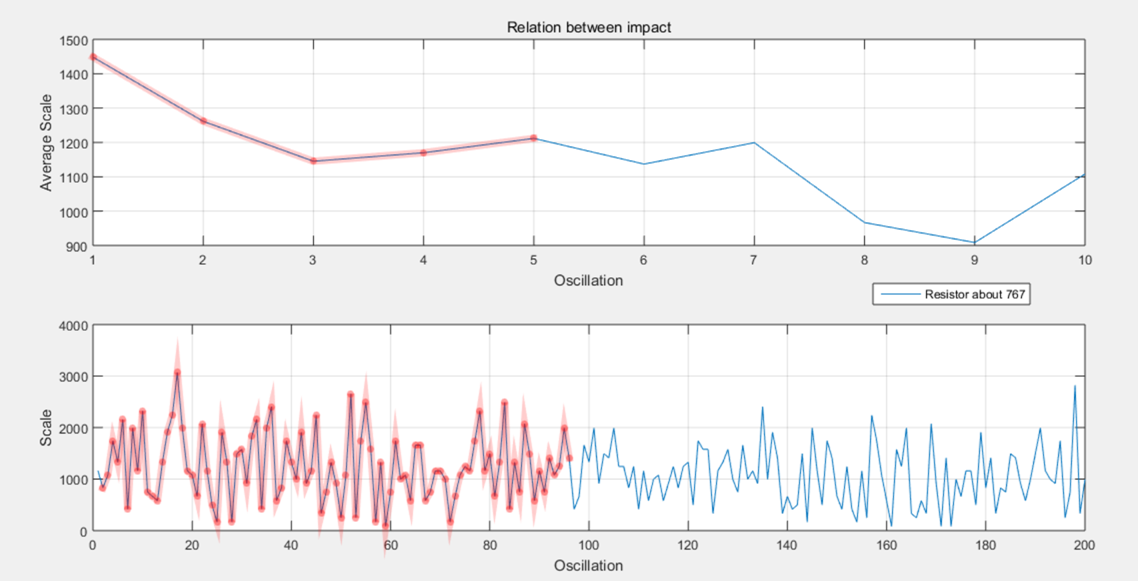 Relation between impact
1500
1400
1300
1200
1100
1000
900
Average Scale
1 2 3 4 5 6 7 8 9 10
Oscillation
Resistor about 767
4000
3000
2000
1000
0
Scale
0 20 40 60 80 100 120 140 160 180 200
Oscillation